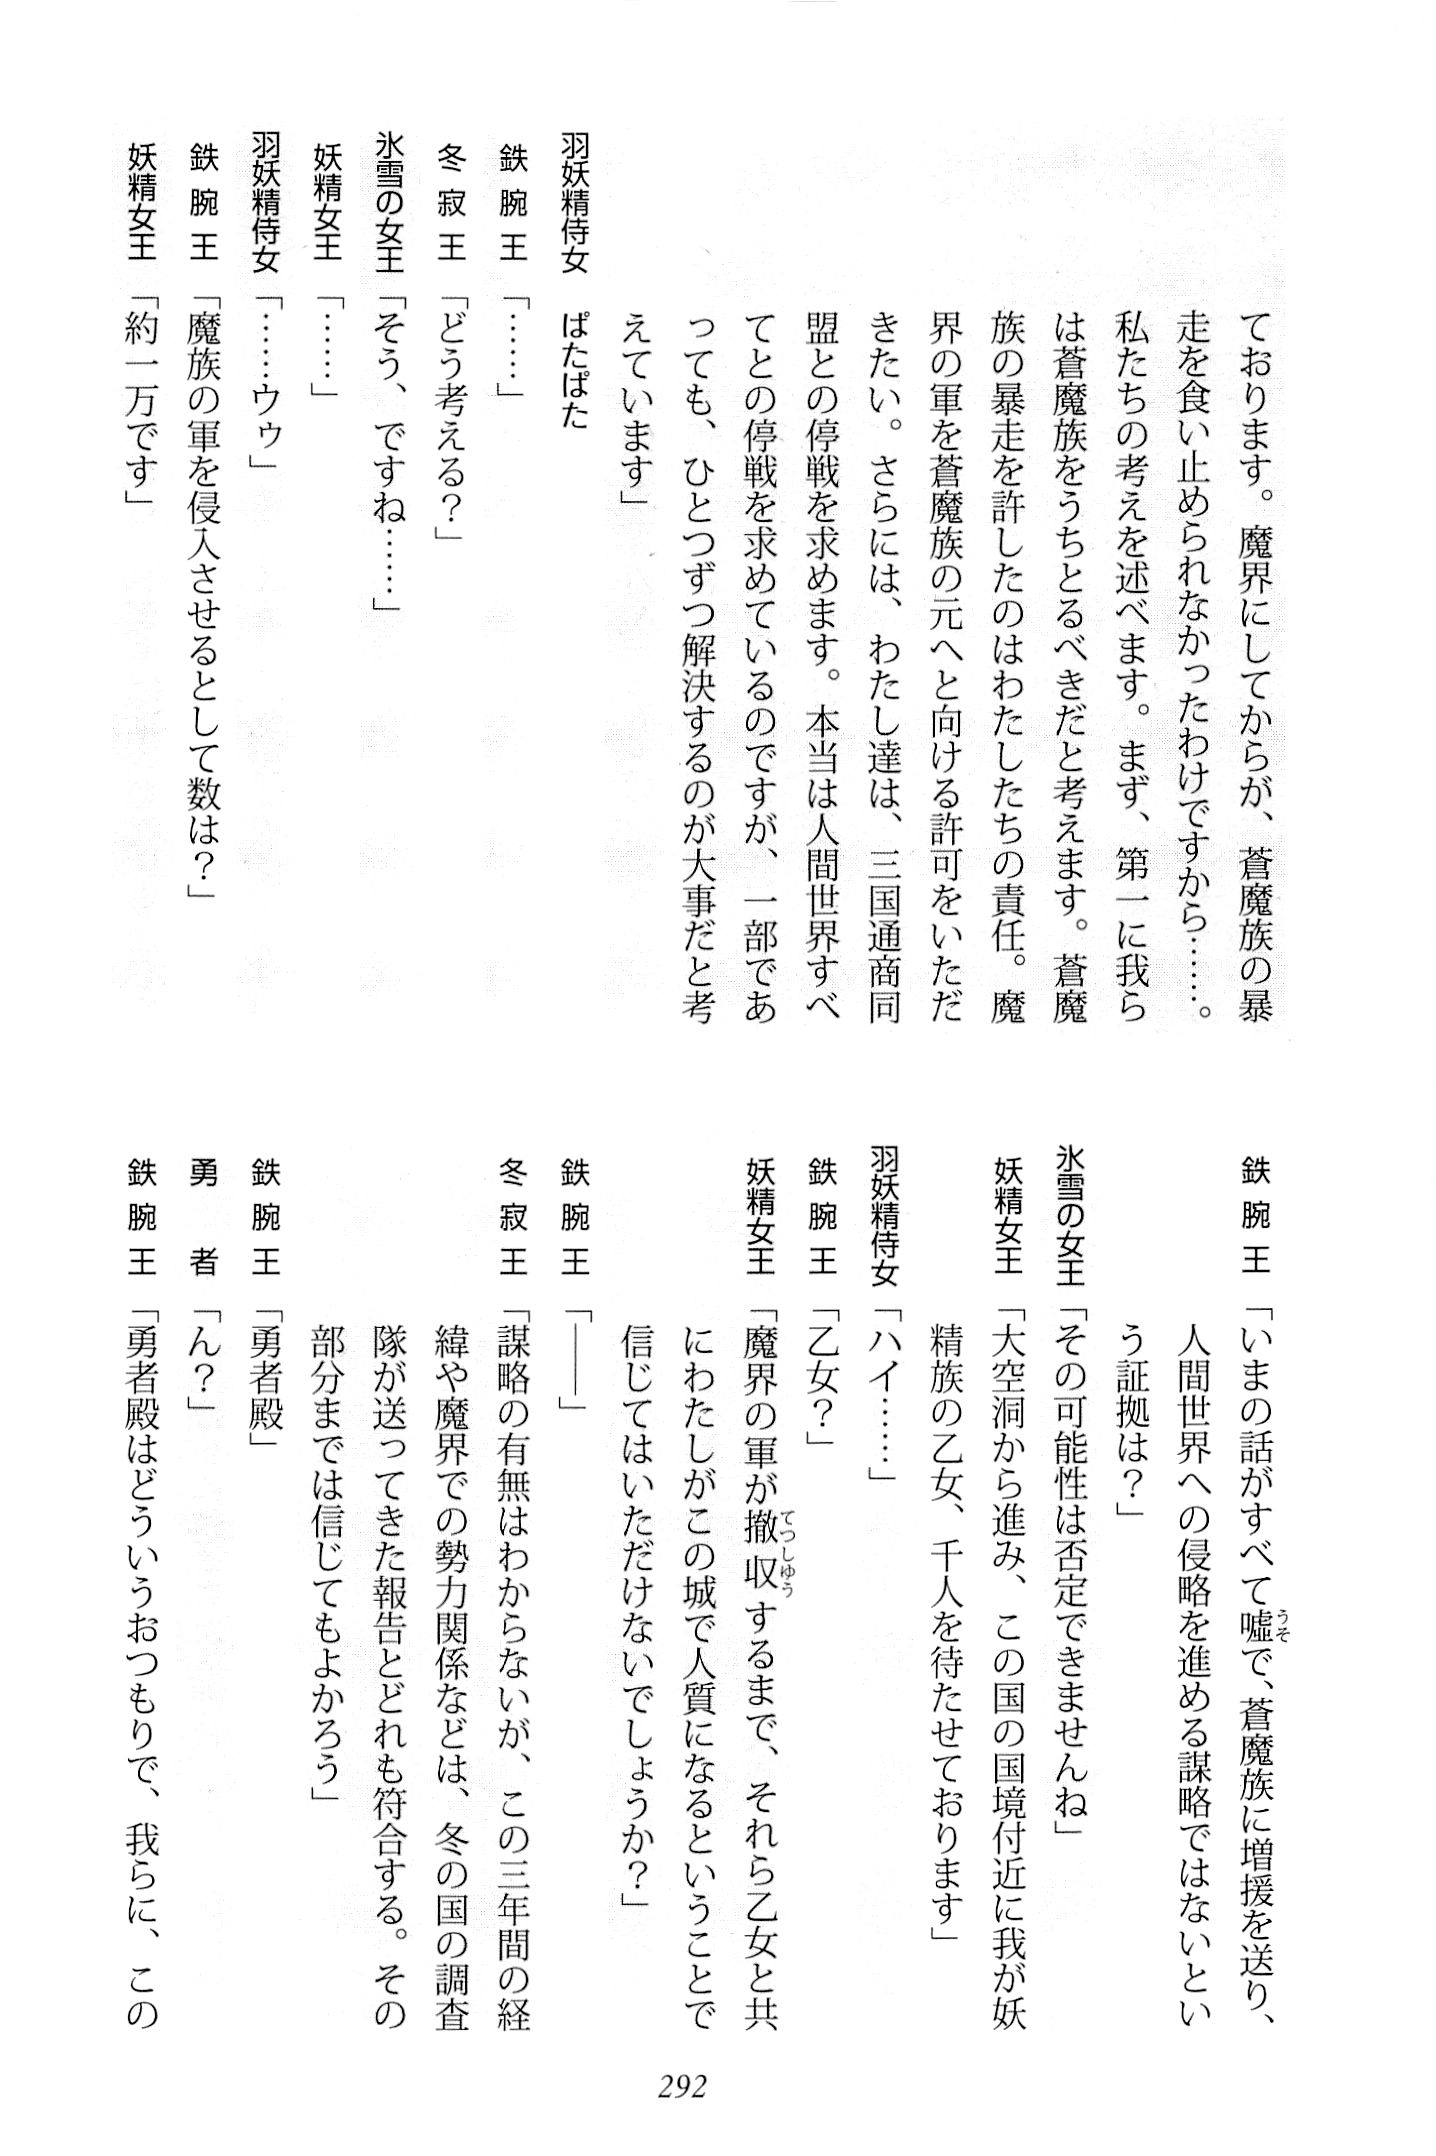 ております。魔界にしてからが、蒼魔族の暴
走を食い止められなかったわけですから……。
私たちの考えを述べます。まず、第一に我ら
は蒼魔族をうちとるべきだと考えます。蒼魔
族の暴走を許したのはわたしたちの責任。魔
界の軍を蒼魔族の元へと向ける許可をいただ
きたい。さらには、わたし達は、三国通商同
盟との停戦を求めます。本当は人間世界すべ
てとの停戦を求めているのですが、一部であ
っても、ひとつずつ解決するのが大事だと考
えています」
羽妖精侍女　ぱたぱた
鉄腕王「……」
冬寂王「どう考える？」
氷雪の女王「そう、ですね……」
妖精女王「……」
羽妖精侍女「……ウゥ」
鉄腕王「魔族の軍を侵入させるとして数は？」
妖精女王「約一万です」
鉄腕王「いまの話がすべて嘘で、蒼魔族に増援を送り、
人間世界への侵略を進める謀略ではないとい
う証拠は？」
氷雪の女王「その可能性は否定できませんね」
妖精女王「大空洞から進み、この国の国境付近に我が妖
精族の乙女、千人を待たせております」
羽妖精侍女「ハイ……」
鉄腕王「乙女？」
妖精女王「魔界の軍が撤収するまで、それら乙女と共、
にわたしがこの城で人質になるということで
信じてはいただけないでしょうか？」
鉄腕王「――」
冬寂王「謀略の有無はわからないが、この三年間の経
緯や魔界での勢力関係などは、冬の国の調査
隊が送ってきた報告とどれも符合する。その
部分までは信じてもよかろう」
鉄腕王「勇者殿」
勇者「ん？」
鉄腕王「勇者殿はどういうおつもりで、我らに、この
292